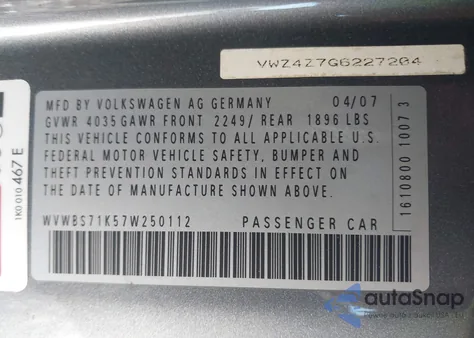 VWZ4Z7G6227204
MFD BY VOLKSWAGEN AG GERMANY 04/07
GVWR 4035 GAWR FRONT 2249/ REAR 1896 LBS
THIS VEHICLE CONFORMS TO ALL APPLICABLE U.S.
FEDERAL MOTOR VEHICLE SAFETY, BUMPER AND
THEFT PREVENTION STANDARDS IN EFFECT ON
THE DATE OF MANUFACTURE SHOWN ABOVE.
WVWBS71K57W250112 PASSENGER CAR
1610800 1007 3
1K0 010 467 E
autoSnap